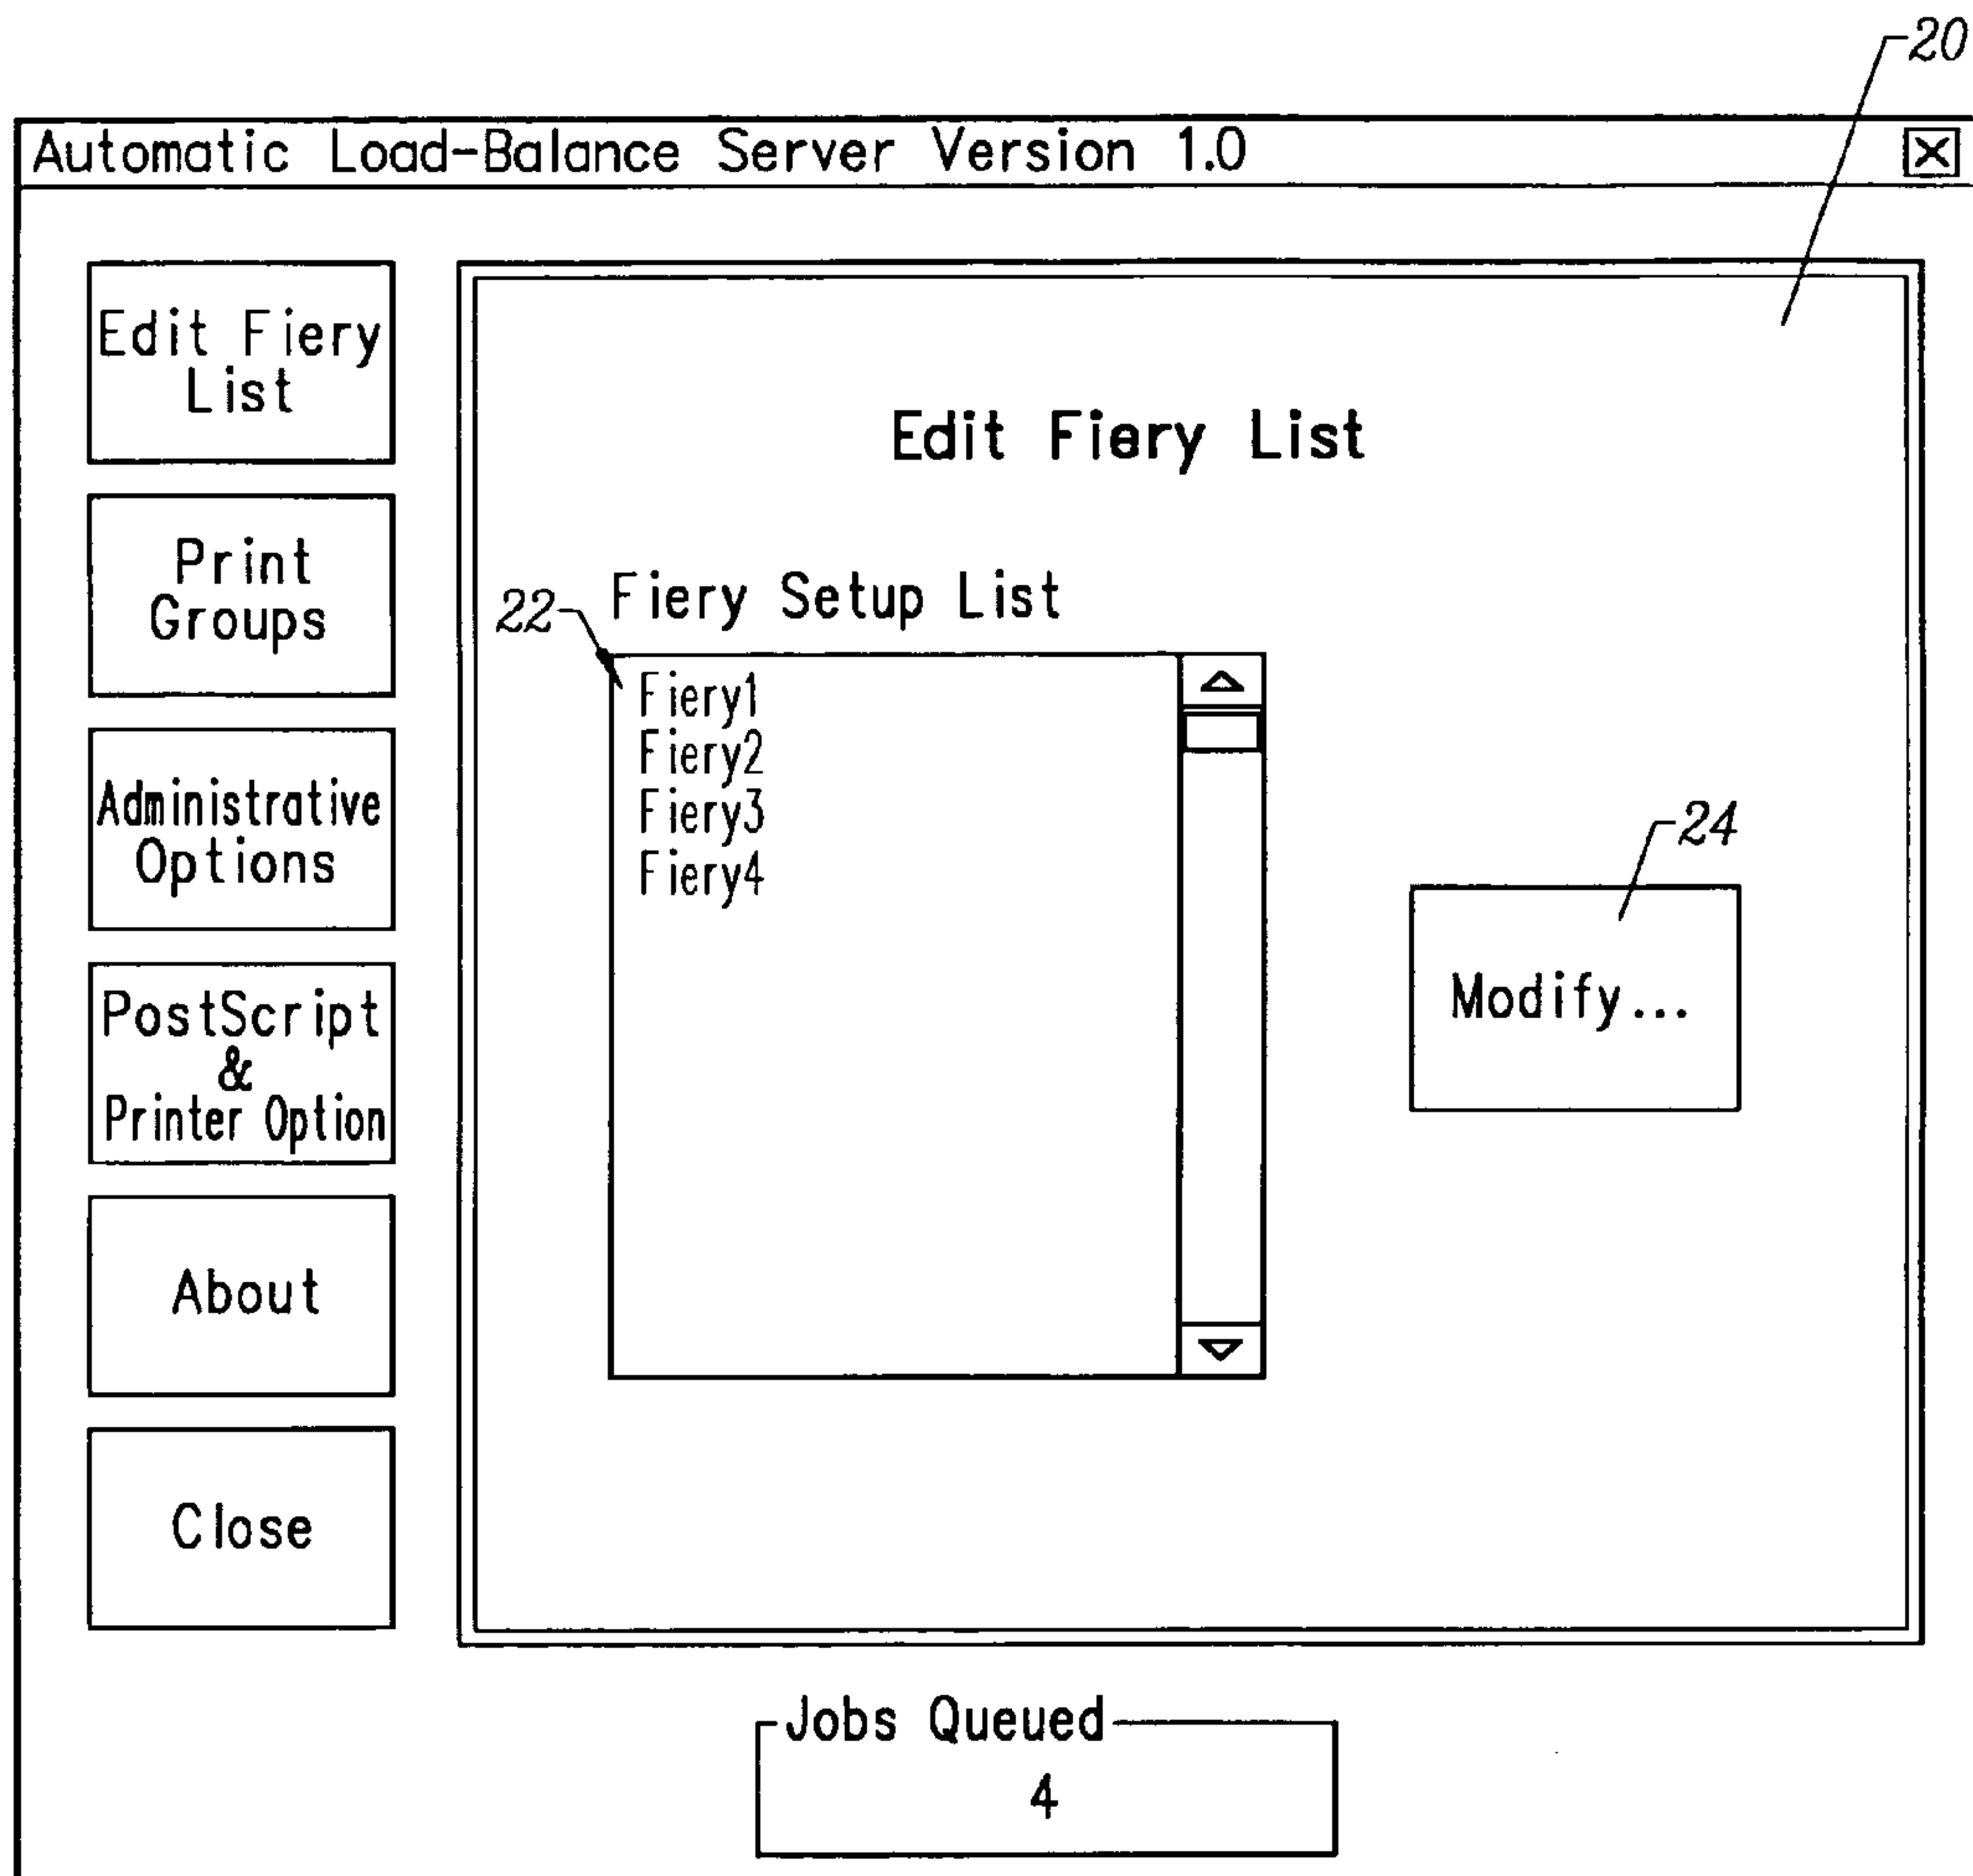 20
Automatic Load-Balance Server Version 1.0
Edit Fiery
List
Print
Groups
Administrative
Options
PostScript
&
Printer Option
About
Close
Edit Fiery List
22
Fiery Setup List
Fiery1
Fiery2
Fiery3
Fiery4
24
Modify...
Jobs Queued
4